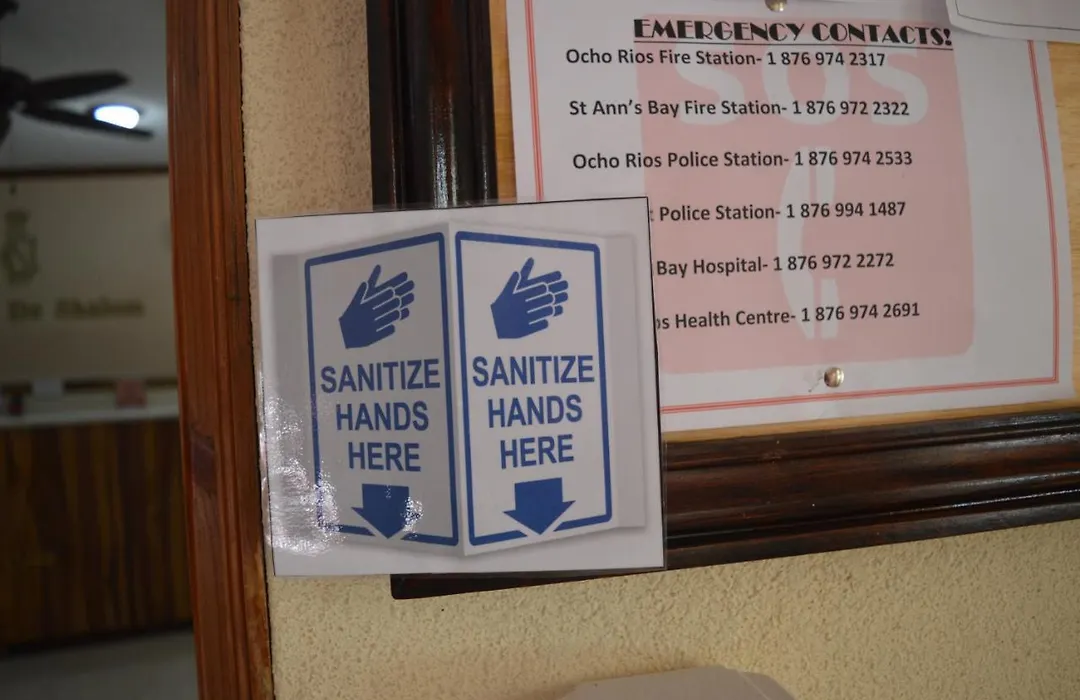 EMERGENCY CONTACTS!
Ocho Rios Fire Station- 1 876 974 2317
St Ann's Bay Fire Station- 1 876 972 2322
Ocho Rios Police Station- 1 876 974 2533
Police Station- 1 876 994 1487
Bay Hospital- 1 876 972 2272
Health Centre- 1 876 974 2691
SOS
SANITIZE
HANDS
HERE
SANITIZE
HANDS
HERE